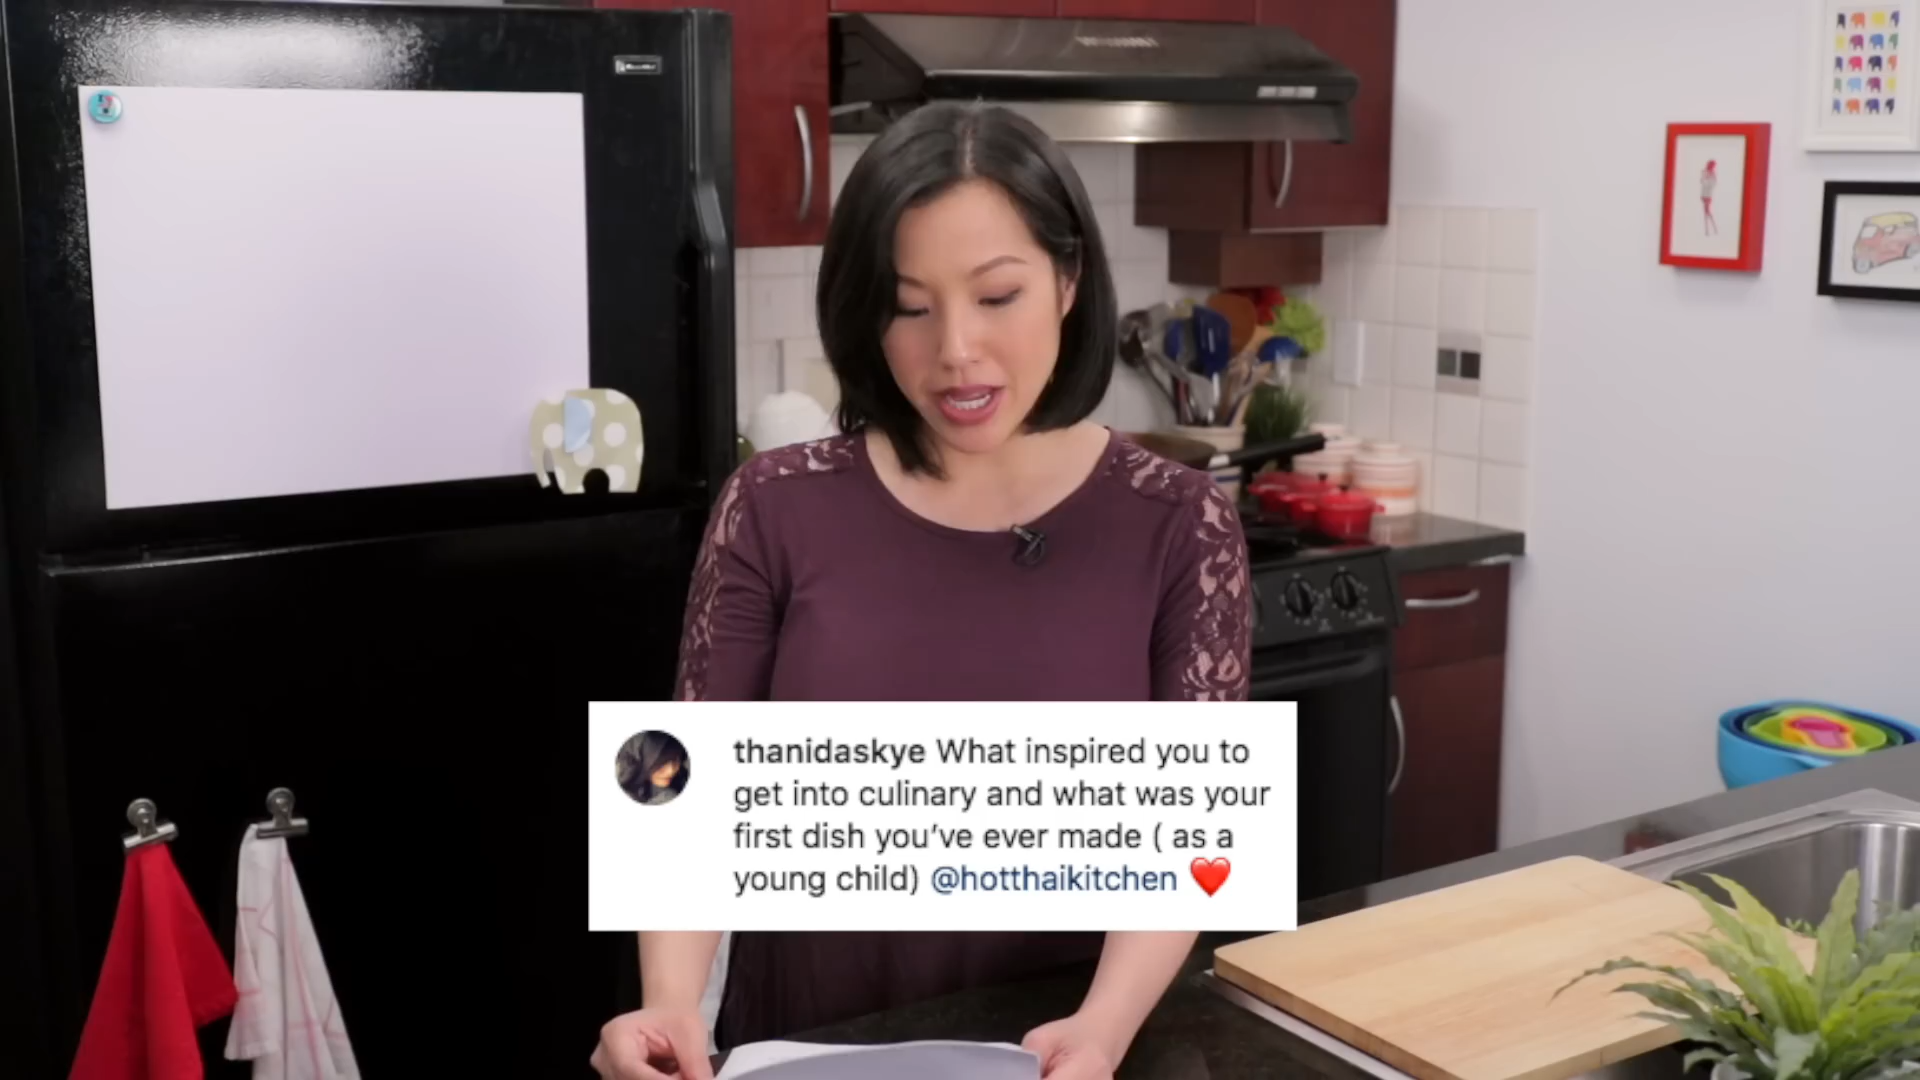 thanidaskye What inspired you to
get into culinary and what was your
first dish you've ever made ( as a
young child) @hotthaikitchen ❤️